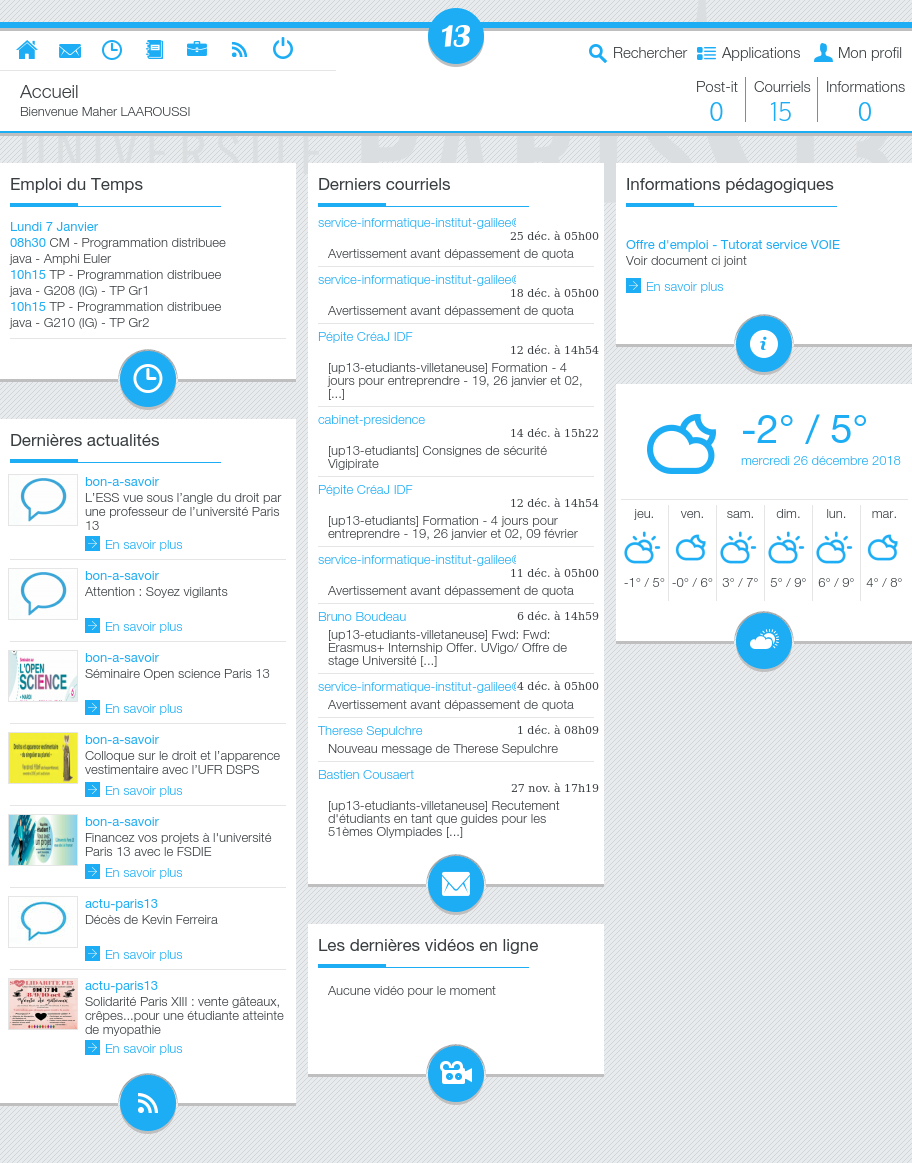 13
Rechercher
Applications
Mon profil
Accueil
Bienvenue Maher LAAROUSSI
Post-it
0
Courriels
15
Informations
0
UNIVERSITÉ PARIS 13
Emploi du Temps
Lundi 7 Janvier
08h30 CM - Programmation distribuee
java - Amphi Euler
10h15 TP - Programmation distribuee
java - G208 (IG) - TP Gr1
10h15 TP - Programmation distribuee
java - G210 (IG) - TP Gr2
Dernières actualités
bon-a-savoir
L'ESS vue sous l'angle du droit par
une professeur de l'université Paris
13
En savoir plus
bon-a-savoir
Attention : Soyez vigilants
En savoir plus
L'OPEN
SCIENCE
bon-a-savoir
Séminaire Open science Paris 13
En savoir plus
bon-a-savoir
Colloque sur le droit et l'apparence
vestimentaire avec l'UFR DSPS
En savoir plus
bon-a-savoir
Financez vos projets à l'université
Paris 13 avec le FSDIE
En savoir plus
actu-paris13
Décès de Kevin Ferreira
En savoir plus
SOLIDARITE P13
9H 17 H
8/9/10 oct
Vente de gâteaux
actu-paris13
Solidarité Paris XIII : vente gâteaux,
crêpes...pour une étudiante atteinte
de myopathie
En savoir plus
Derniers courriels
service-informatique-institut-galilee@
25 déc. à 05h00
Avertissement avant dépassement de quota
service-informatique-institut-galilee@
18 déc. à 05h00
Avertissement avant dépassement de quota
Pépite CréaJ IDF
12 déc. à 14h54
[up13-etudiants-villetaneuse] Formation - 4
jours pour entreprendre - 19, 26 janvier et 02,
[...]
cabinet-presidence
14 déc. à 15h22
[up13-etudiants] Consignes de sécurité
Vigipirate
Pépite CréaJ IDF
12 déc. à 14h54
[up13-etudiants] Formation - 4 jours pour
entreprendre - 19, 26 janvier et 02, 09 février
service-informatique-institut-galilee@
11 déc. à 05h00
Avertissement avant dépassement de quota
Bruno Boudeau 6 déc. à 14h59
[up13-etudiants-villetaneuse] Fwd: Fwd:
Erasmus+ Internship Offer. UVigo/ Offre de
stage Université [...]
service-informatique-institut-galilee@ 4 déc. à 05h00
Avertissement avant dépassement de quota
Therese Sepulchre 1 déc. à 08h09
Nouveau message de Therese Sepulchre
Bastien Cousaert
27 nov. à 17h19
[up13-etudiants-villetaneuse] Recrutement
d'étudiants en tant que guides pour les
51èmes Olympiades [...]
Les dernières vidéos en ligne
Aucune vidéo pour le moment
Informations pédagogiques
Offre d'emploi - Tutorat service VOIE
Voir document ci joint
En savoir plus
-2° / 5°
mercredi 26 décembre 2018
jeu. ven. sam. dim. lun. mar.
-1° / 5° -0° / 6° 3° / 7° 5° / 9° 6° / 9° 4° / 8°